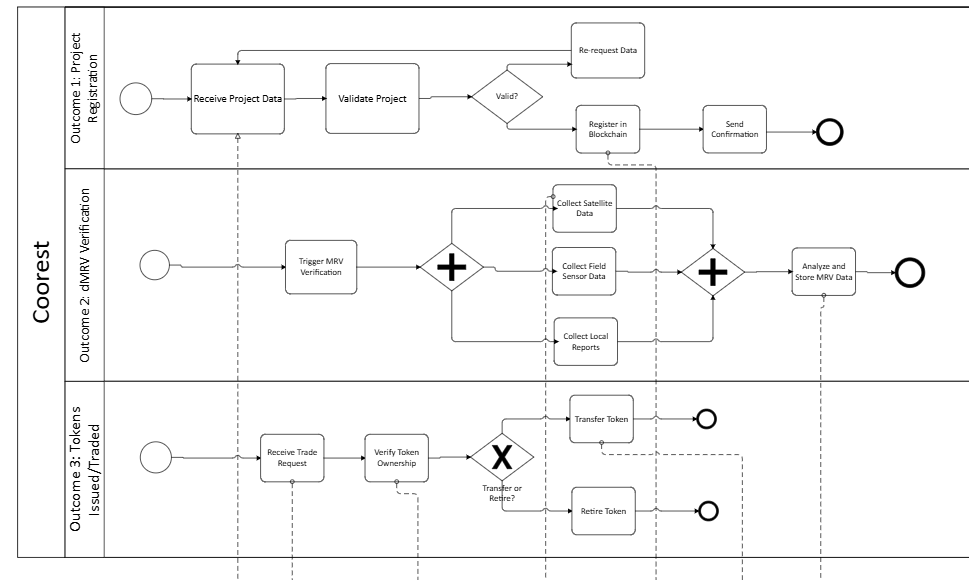 Coorest
Outcome 1: Project
Registration
Receive Project Data
Validate Project
Valid?
Re-request Data
Register in
Blockchain
Send
Confirmation
Outcome 2: dMRV Verification
Trigger MRV
Verification
Collect Satellite
Data
Collect Field
Sensor Data
Collect Local
Reports
Analyze and
Store MRV Data
Outcome 3: Tokens
Issued/Traded
Receive Trade
Request
Verify Token
Ownership
X
Transfer or
Retire?
Transfer Token
Retire Token